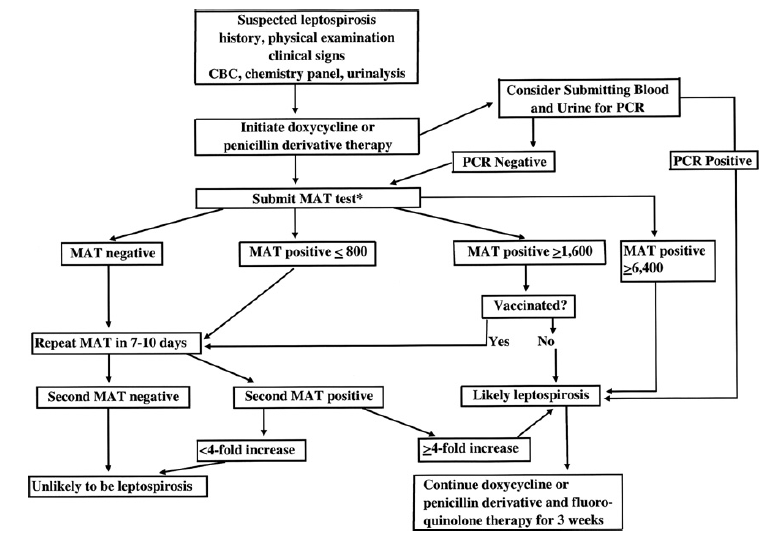 Suspected leptospirosis
history, physical examination
clinical signs
CBC, chemistry panel, urinalysis
Consider Submitting Blood
and Urine for PCR
Initiate doxycycline or
penicillin derivative therapy
PCR Negative
PCR Positive
Submit MAT test*
MAT negative
MAT positive ≤ 800
MAT positive ≥1,600
MAT positive
≥6,400
Vaccinated?
Yes
No
Repeat MAT in 7-10 days
Second MAT negative
Second MAT positive
Likely leptospirosis
<4-fold increase
≥4-fold increase
Unlikely to be leptospirosis
Continue doxycycline or
penicillin derivative and fluoro-
quinolone therapy for 3 weeks